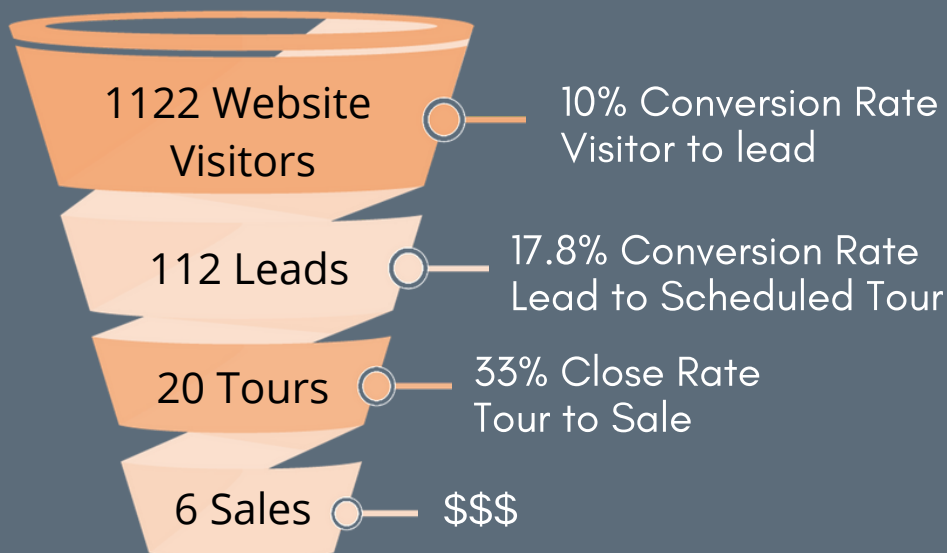 1122 Website
Visitors
10% Conversion Rate
Visitor to lead
112 Leads
17.8% Conversion Rate
Lead to Scheduled Tour
20 Tours
33% Close Rate
Tour to Sale
6 Sales
$$$